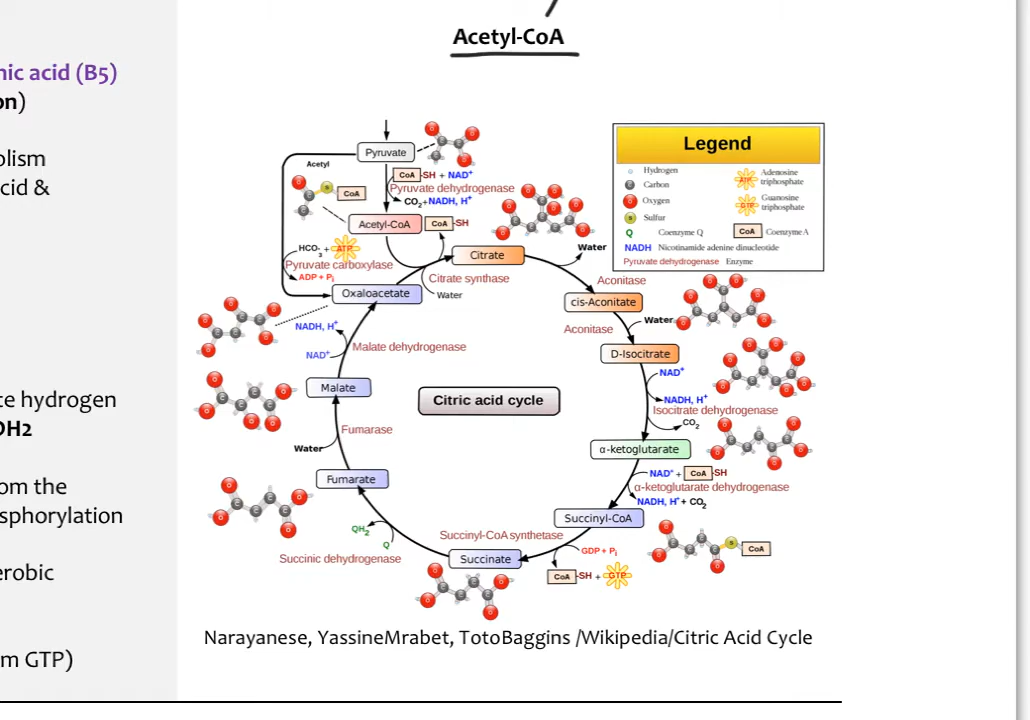 Acetyl-CoA
nic acid (B5)
on)
olism
cid &
te hydrogen
DH2
om the
sphorylation
erobic
m GTP)
Pyruvate
Acetyl
CoA-SH + NAD+
Pyruvate dehydrogenase
CO2+NADH, H+
CoA
Acetyl-CoA
CoA-SH
HCO3- + ATP
Pyruvate carboxylase
ADP + Pi
Citrate
Water
Citrate synthase
Water
Oxaloacetate
Aconitase
cis-Aconitate
Water
Aconitase
D-Isocitrate
NAD+
NADH, H+
Isocitrate dehydrogenase
CO2
α-ketoglutarate
NAD+ + CoA-SH
α-ketoglutarate dehydrogenase
NADH, H+ + CO2
Succinyl-CoA
CoA
Succinyl-CoA synthetase
GDP + Pi
CoA-SH + GTP
Succinate
QH2
Q
Succinic dehydrogenase
Fumarate
Water
Fumarase
Malate
NADH, H+
NAD+
Malate dehydrogenase
Citric acid cycle
Legend
Hydrogen
Carbon
Oxygen
S Sulfur
Q Coenzyme Q
NADH Nicotinamide adenine dinucleotide
Pyruvate dehydrogenase Enzyme
ATP Adenosine
triphosphate
GTP Guanosine
triphosphate
CoA Coenzyme A
Narayanese, YassineMrabet, TotoBaggins /Wikipedia/Citric Acid Cycle